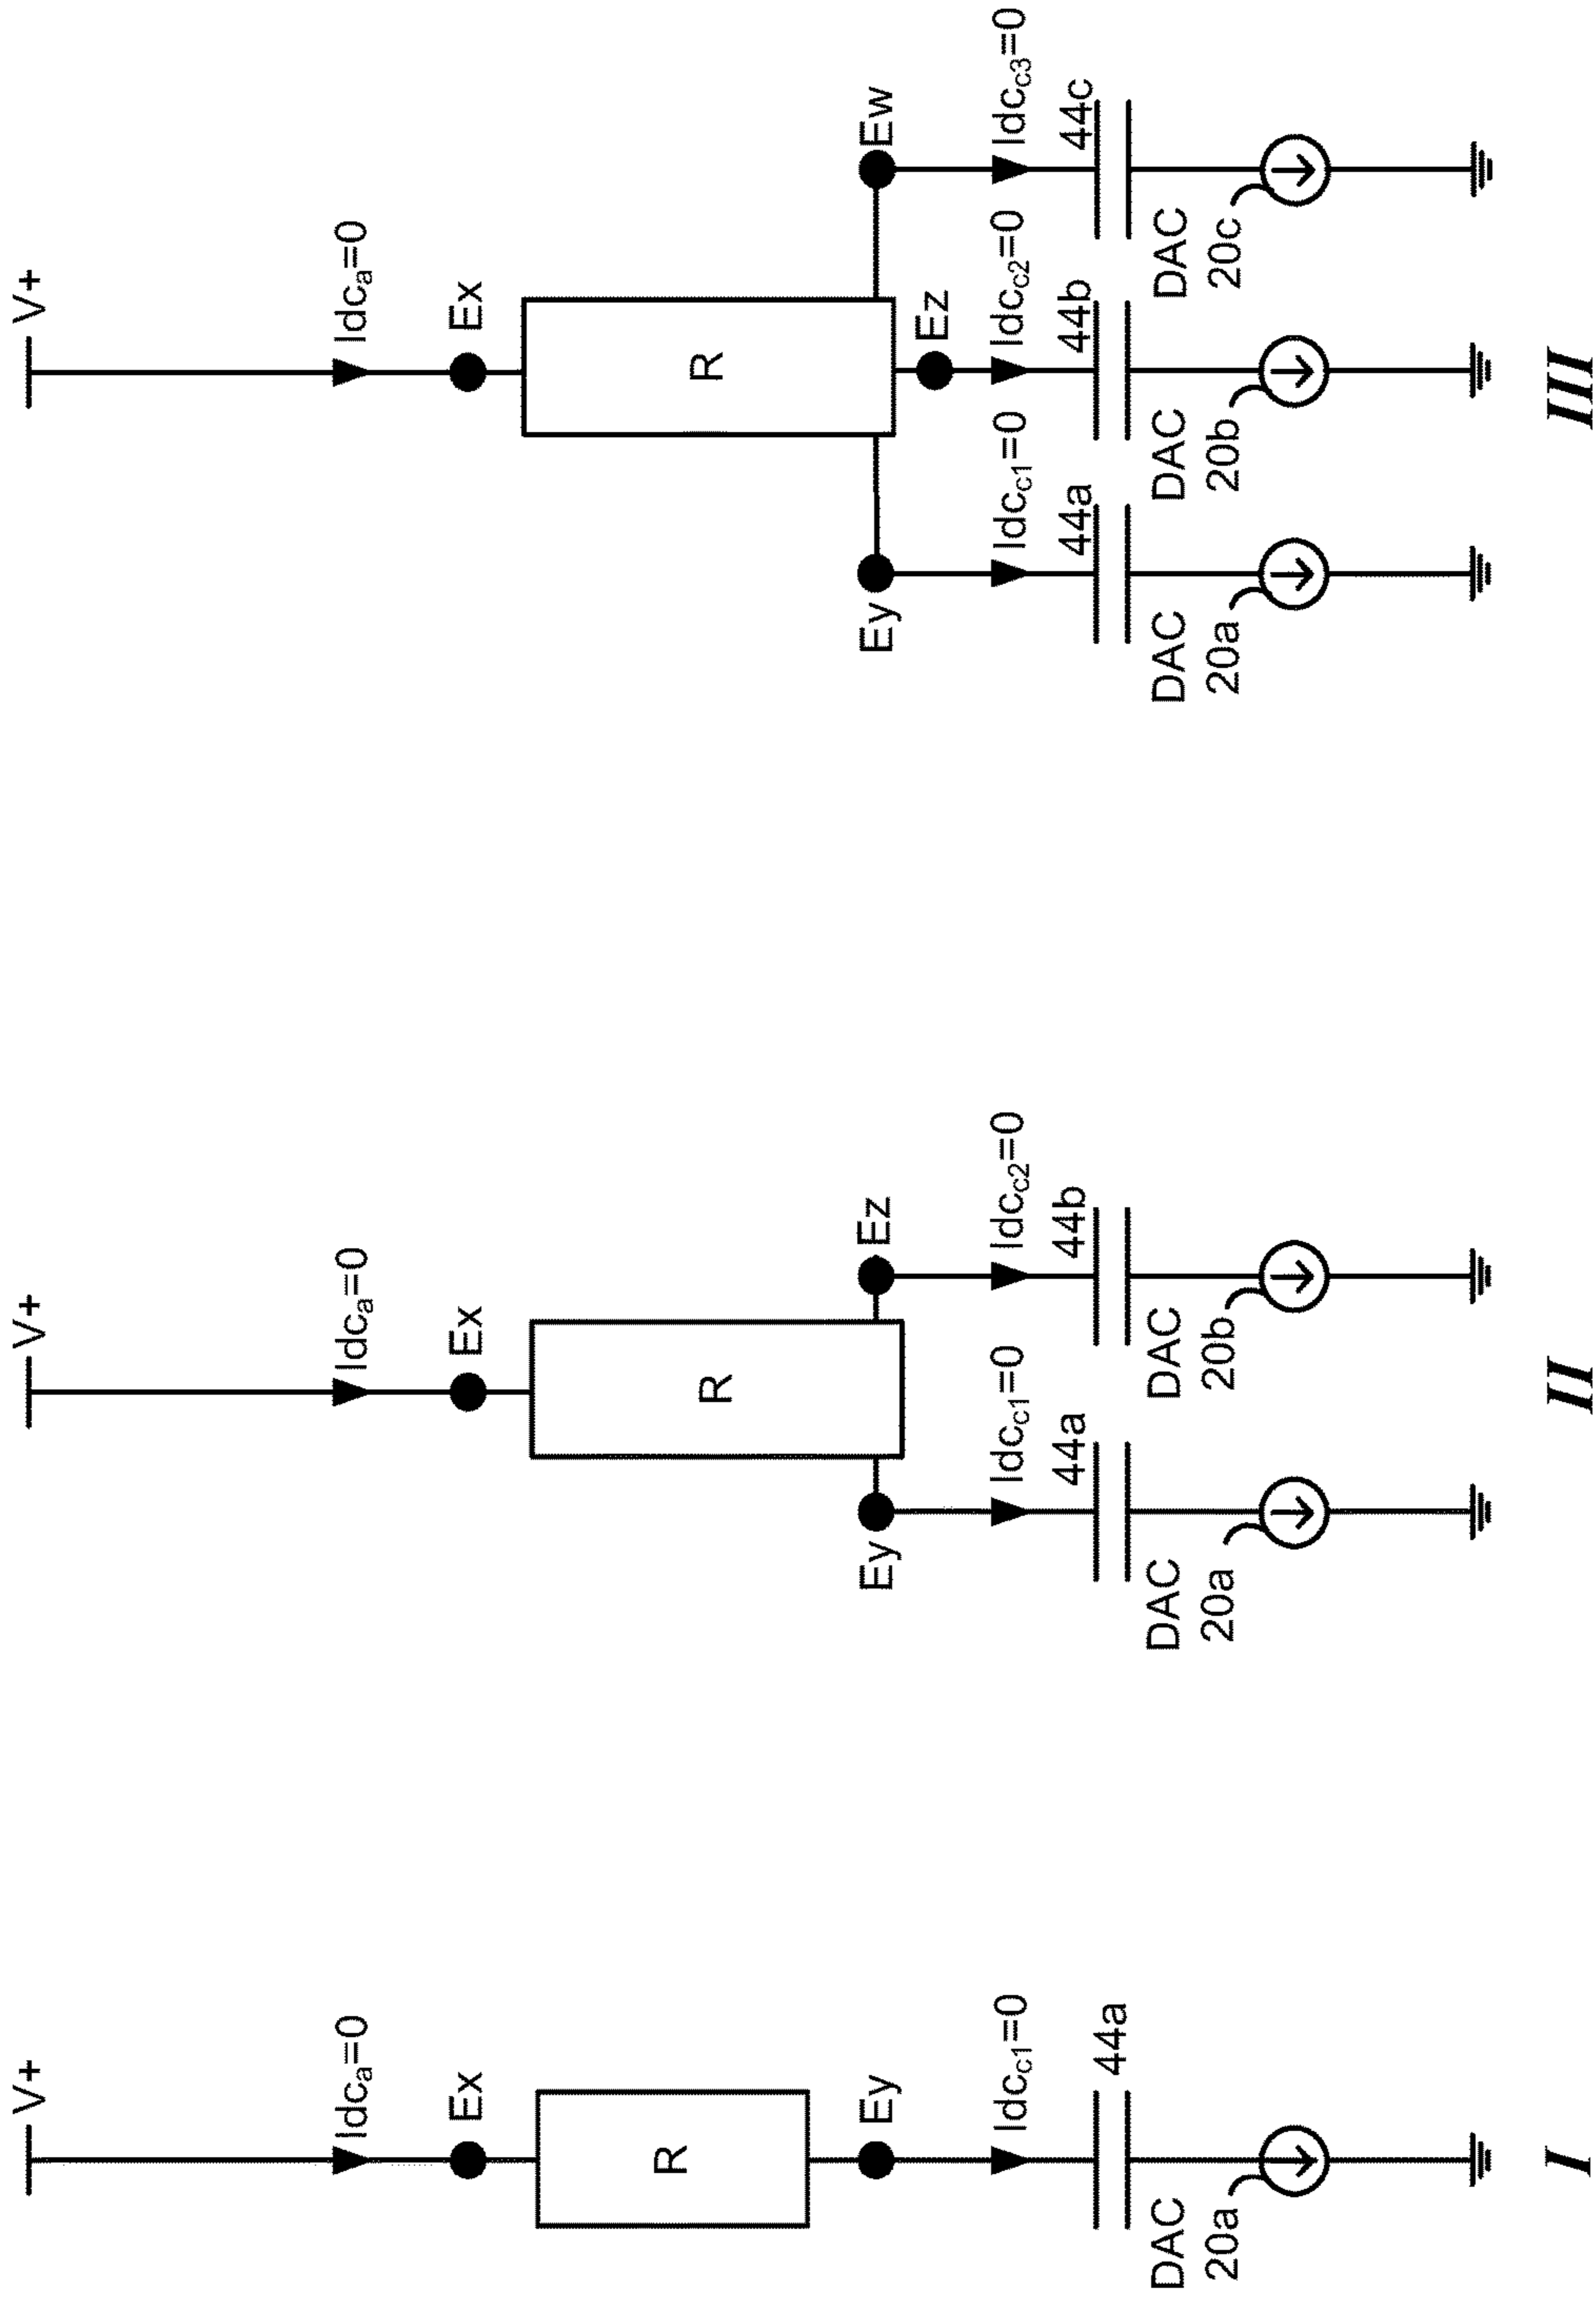 V+
Idca=0
Ex
R
Ey
Idcc1=0
44a
DAC
20a
I
V+
Idca=0
Ex
R
Ey
Ez
Idcc1=0
Idcc2=0
44a
44b
DAC
20a
DAC
20b
II
V+
Idca=0
Ex
R
Ey
Ez
Ew
Idcc1=0
Idcc2=0
Idcc3=0
44a
44b
44c
DAC
20a
DAC
20b
DAC
20c
III